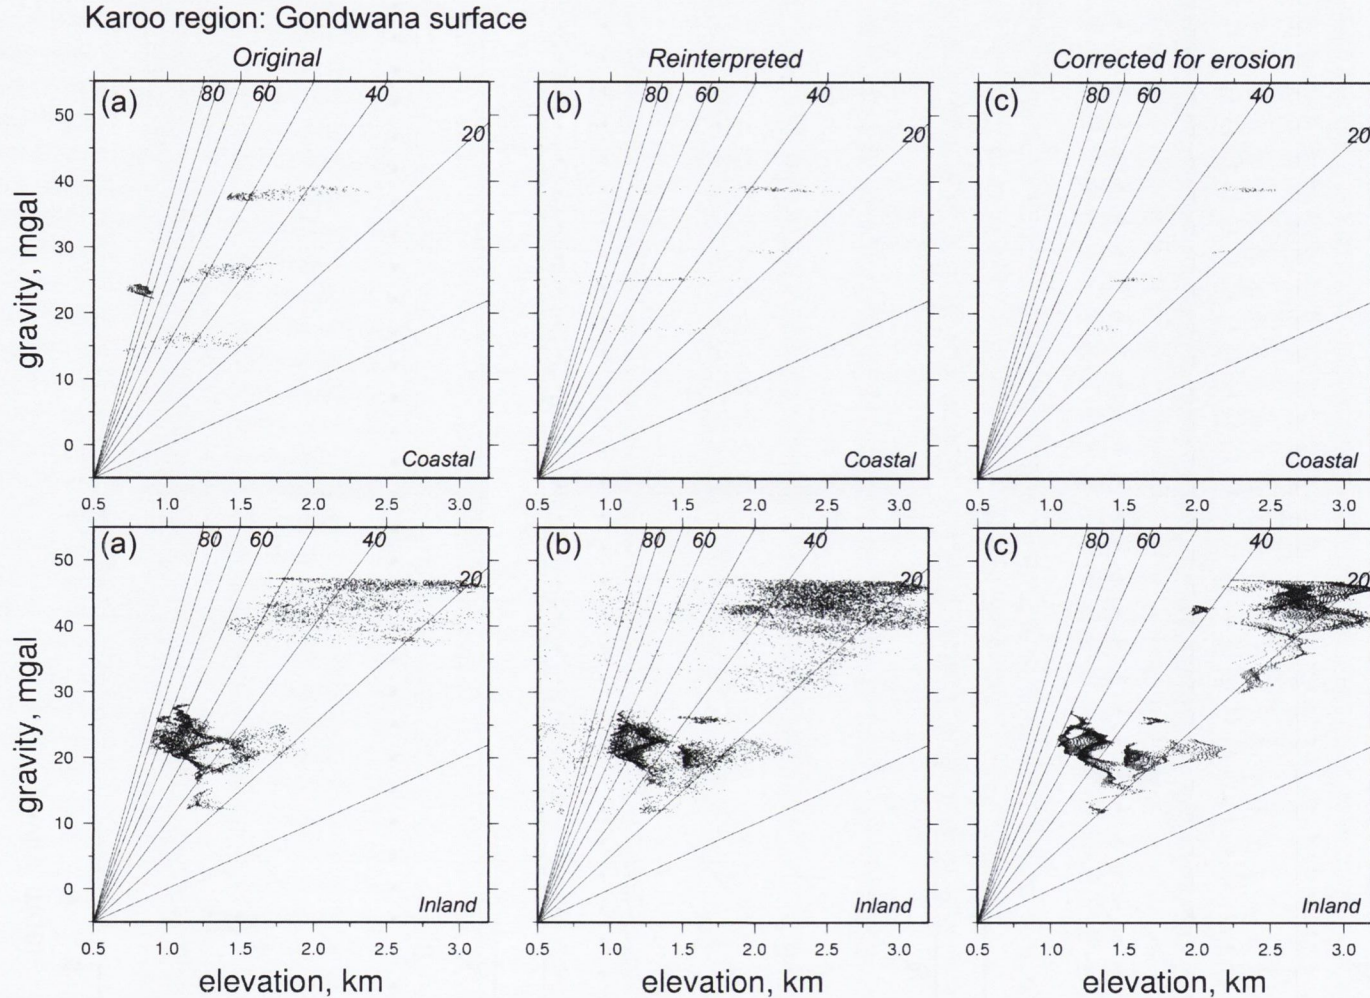 Karoo region: Gondwana surface
Original Reinterpreted Corrected for erosion
(a) 80 60 40 20
(b) 80 60 40 20
(c) 80 60 40 20
gravity, mgal
50
40
30
20
10
0
Coastal Coastal Coastal
0.5 1.0 1.5 2.0 2.5 3.0 0.5 1.0 1.5 2.0 2.5 3.0 0.5 1.0 1.5 2.0 2.5 3.0
(a) 80 60 40 20
(b) 80 60 40 20
(c) 80 60 40 20
gravity, mgal
50
40
30
20
10
0
Inland Inland Inland
0.5 1.0 1.5 2.0 2.5 3.0 0.5 1.0 1.5 2.0 2.5 3.0 0.5 1.0 1.5 2.0 2.5 3.0
elevation, km elevation, km elevation, km